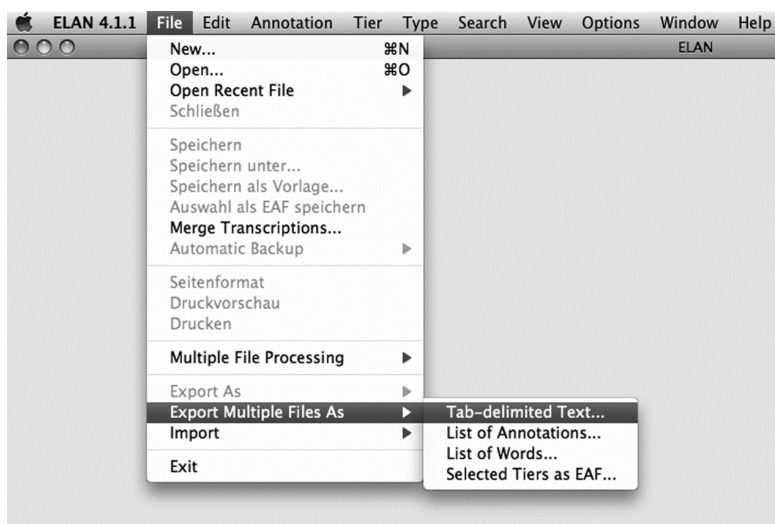 ELAN 4.1.1 File Edit Annotation Tier Type Search View Options Window Help
ELAN
New... ⌘N
Open... ⌘O
Open Recent File
Schließen
Speichern
Speichern unter...
Speichern als Vorlage...
Auswahl als EAF speichern
Merge Transcriptions...
Automatic Backup
Seitenformat
Druckvorschau
Drucken
Multiple File Processing
Export As
Export Multiple Files As
Import
Exit
Tab-delimited Text...
List of Annotations...
List of Words...
Selected Tiers as EAF...